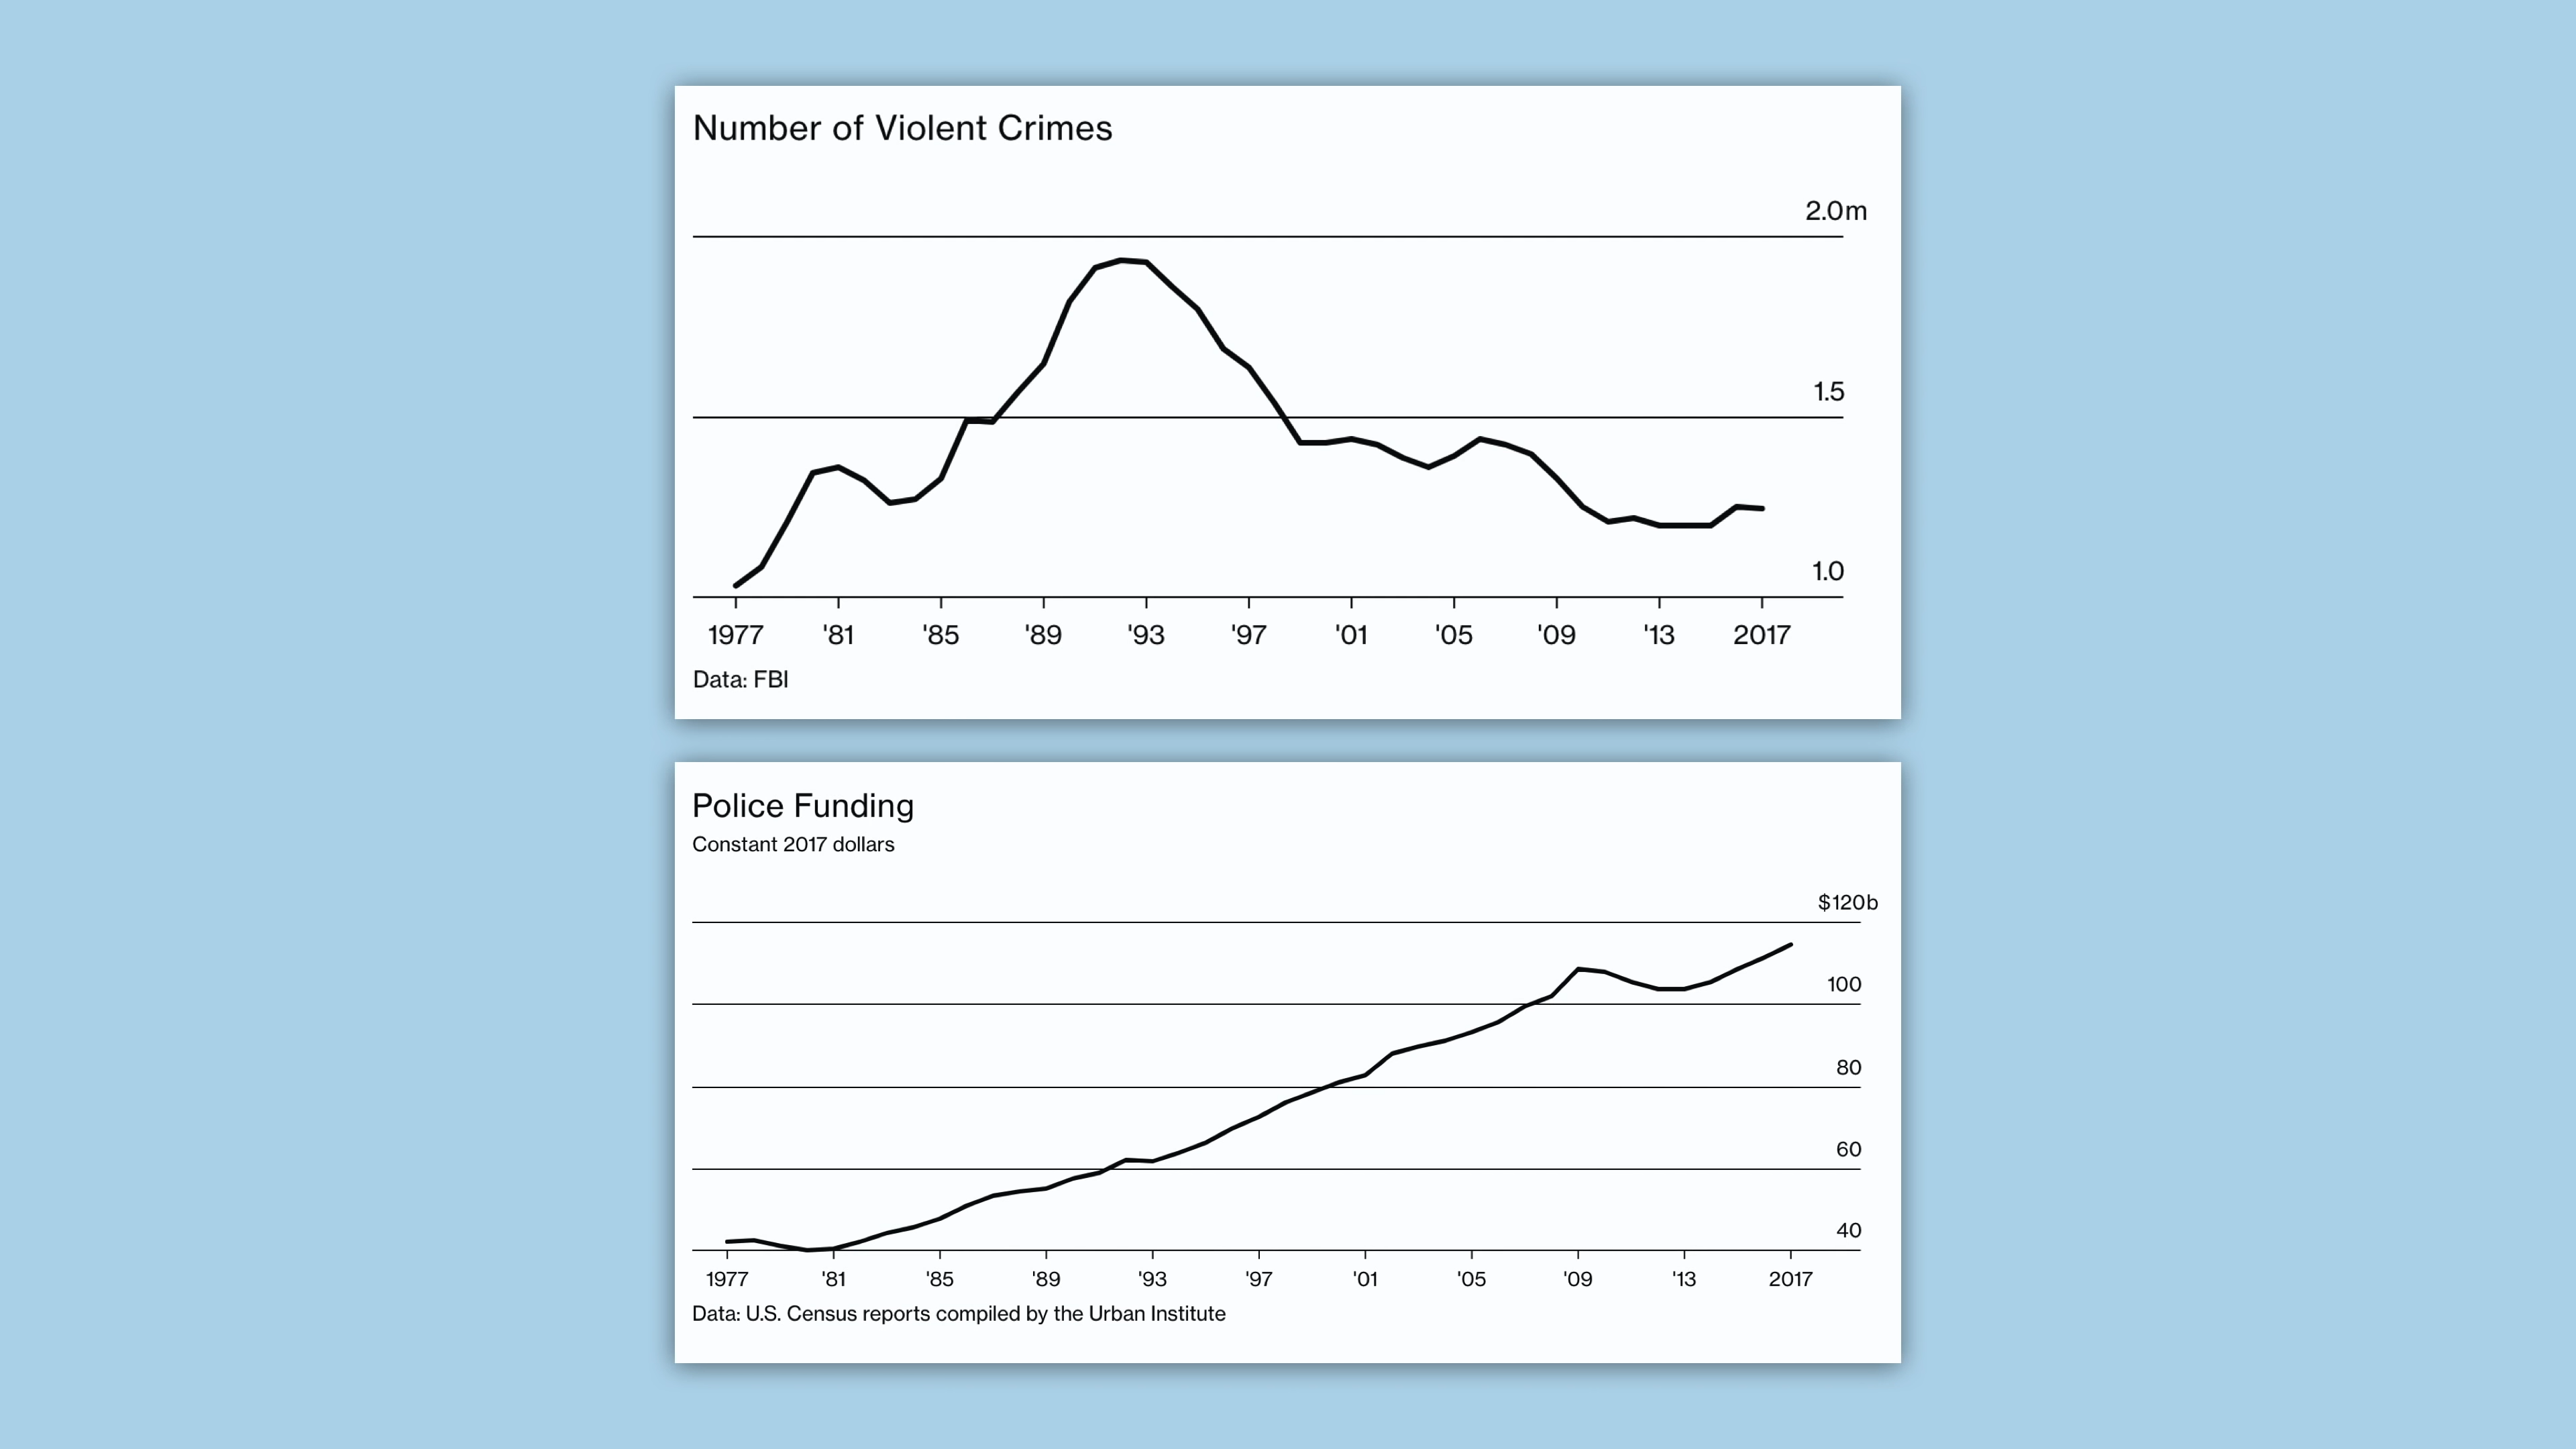 Number of Violent Crimes
2.0m
1.5
1.0
1977 '81 '85 '89 '93 '97 '01 '05 '09 '13 2017
Data: FBI
Police Funding
Constant 2017 dollars
$120b
100
80
60
40
1977 '81 '85 '89 '93 '97 '01 '05 '09 '13 2017
Data: U.S. Census reports compiled by the Urban Institute